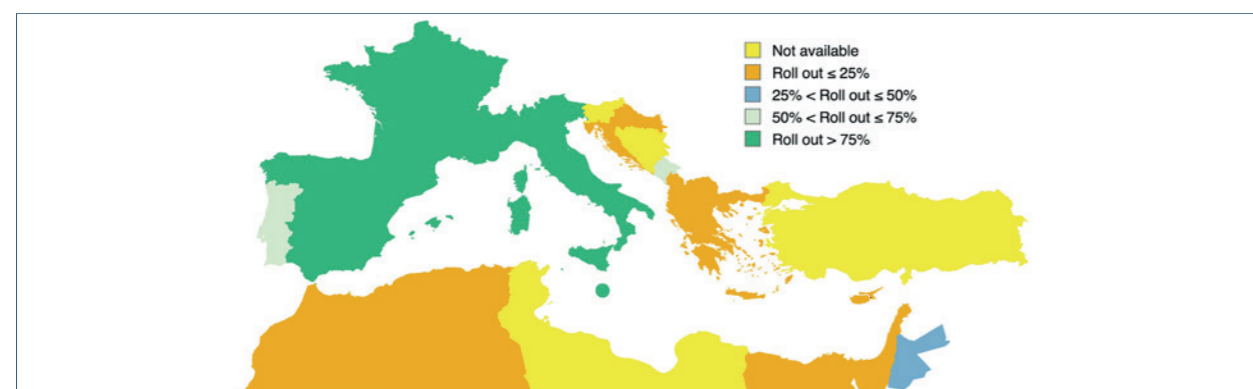 Not available
Roll out ≤ 25%
25% < Roll out ≤ 50%
50% < Roll out ≤ 75%
Roll out > 75%